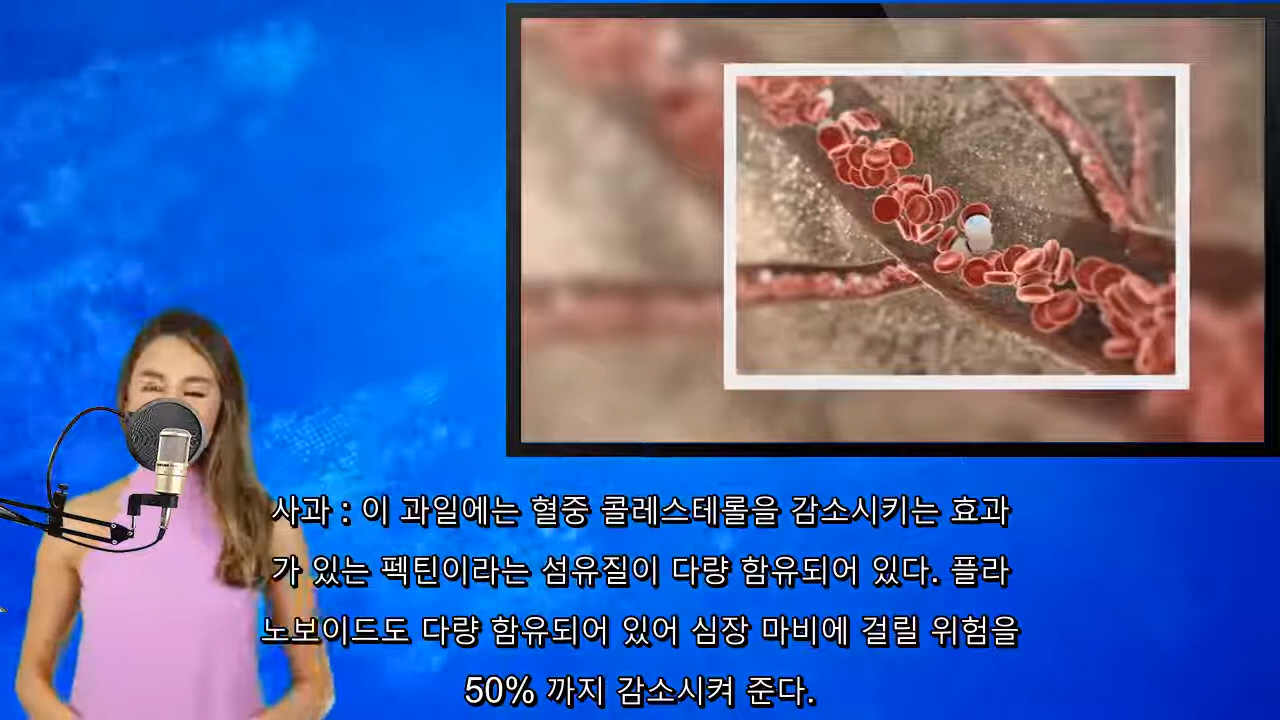 사과 : 이 과일에는 혈중 콜레스테롤을 감소시키는 효과
가 있는 펙틴이라는 섬유질이 다량 함유되어 있다. 플라
노보이드도 다량 함유되어 있어 심장 마비에 걸릴 위험을
50% 까지 감소시켜 준다.